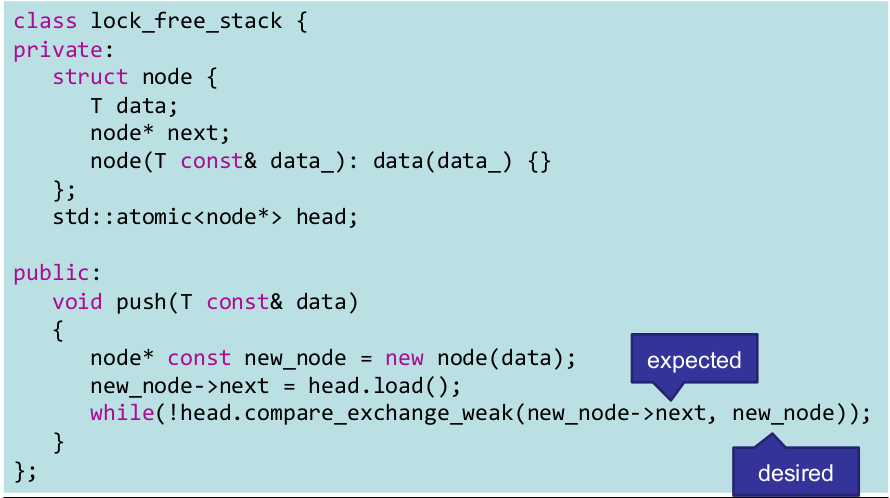 class lock_free_stack {
private:
   struct node {
      T data;
      node* next;
      node(T const& data_): data(data_) {}
   };
   std::atomic<node*> head;

public:
   void push(T const& data)
   {
      node* const new_node = new node(data);
      new_node->next = head.load();
expected
      while(!head.compare_exchange_weak(new_node->next, new_node));
   }
desired
};